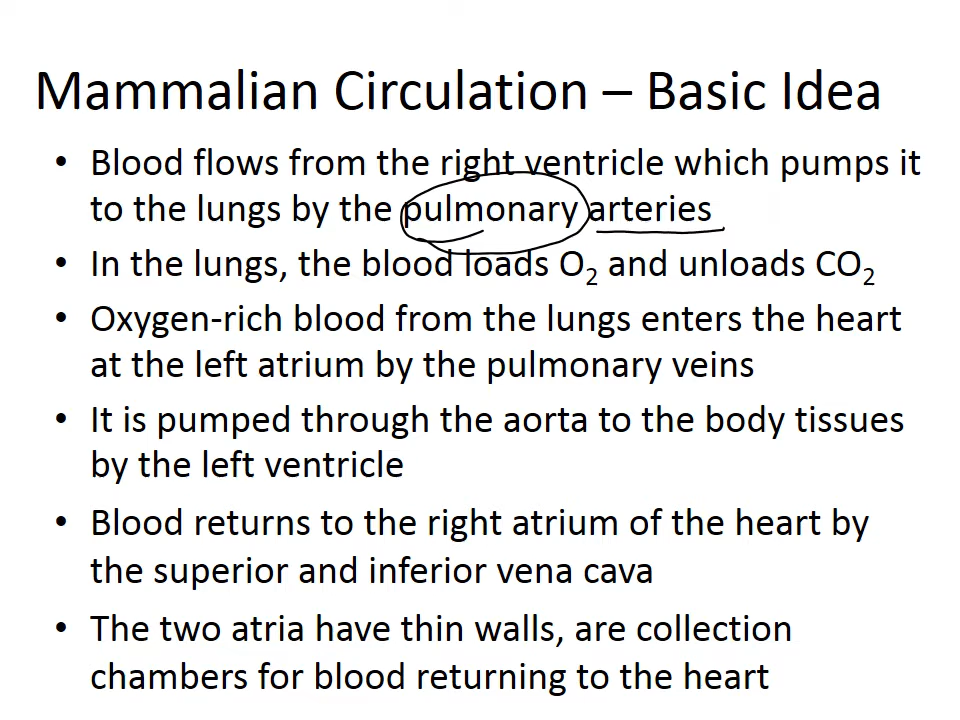 Mammalian Circulation – Basic Idea
• Blood flows from the right ventricle which pumps it
to the lungs by the pulmonary arteries
• In the lungs, the blood loads O₂ and unloads CO₂
• Oxygen-rich blood from the lungs enters the heart
at the left atrium by the pulmonary veins
• It is pumped through the aorta to the body tissues
by the left ventricle
• Blood returns to the right atrium of the heart by
the superior and inferior vena cava
• The two atria have thin walls, are collection
chambers for blood returning to the heart